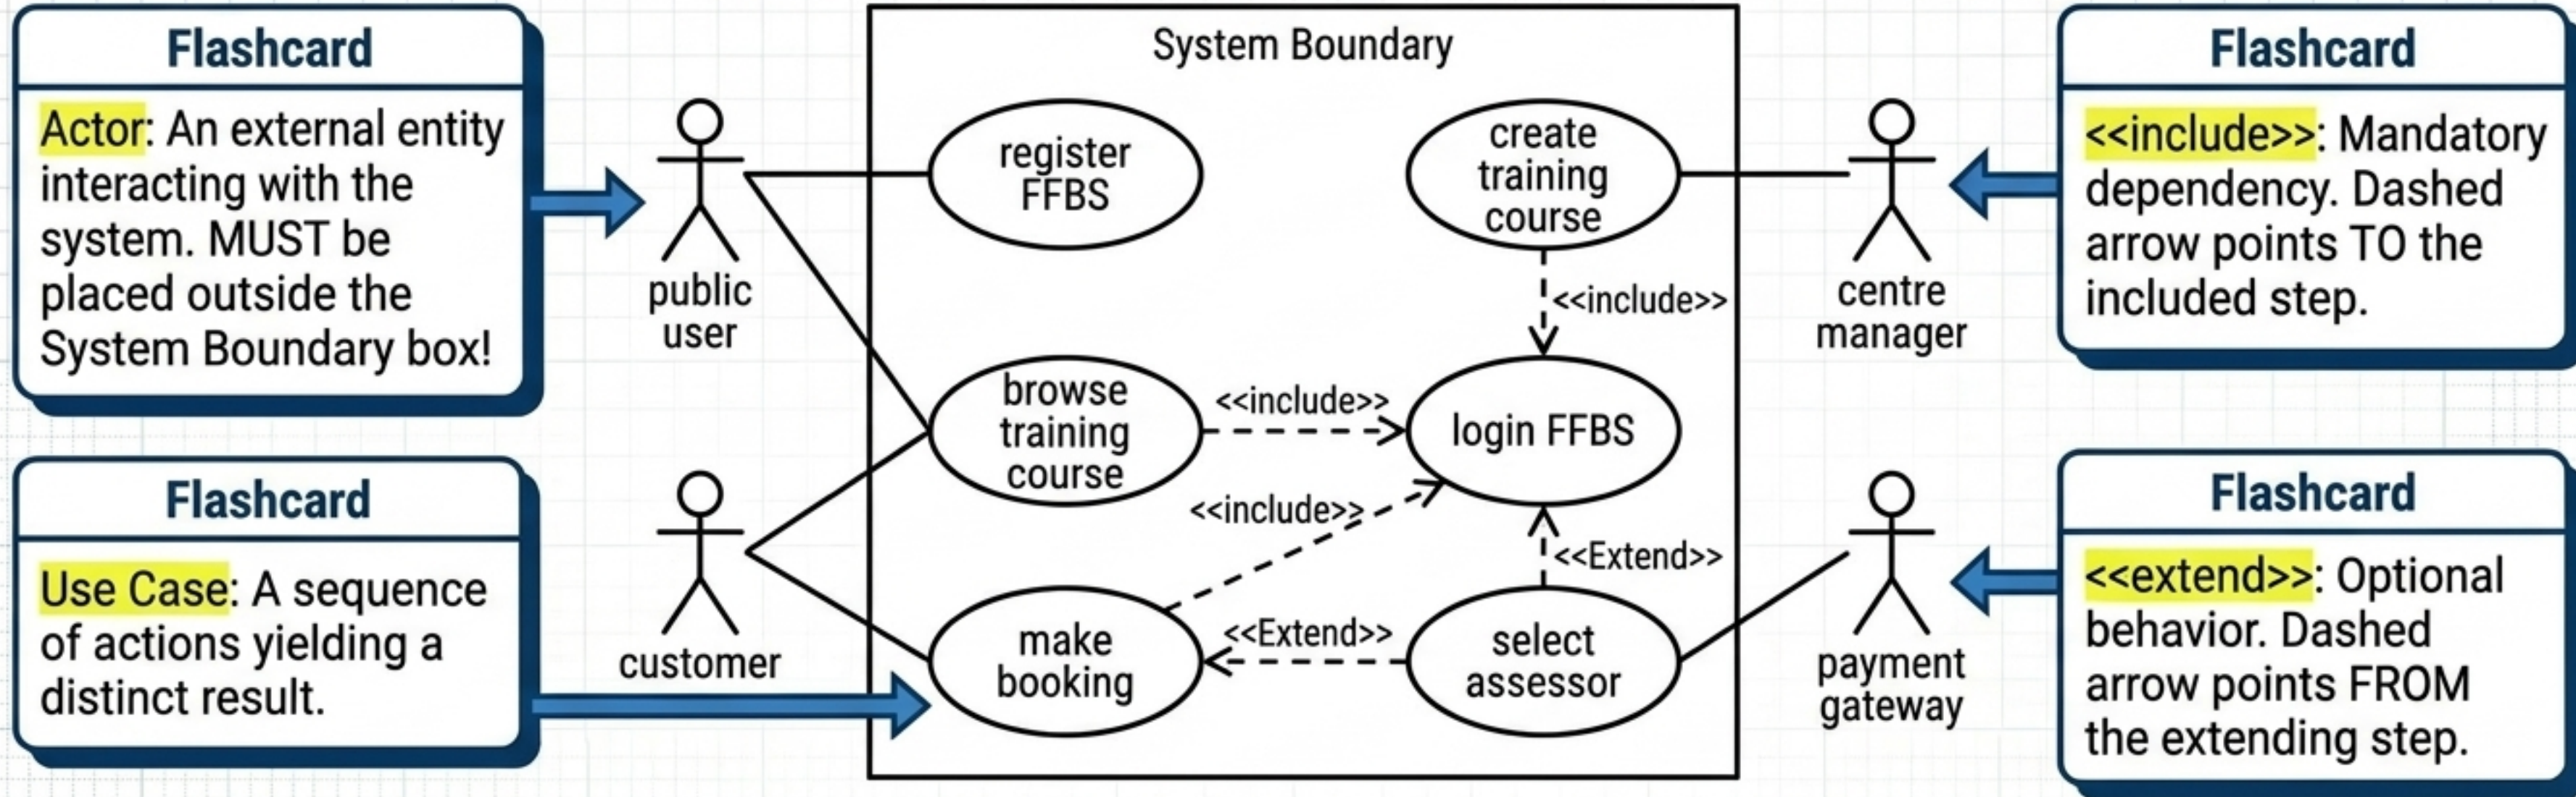 Flashcard
Actor: An external entity
interacting with the
system. MUST be
placed outside the
System Boundary box!
Flashcard
Use Case: A sequence
of actions yielding a
distinct result.
public
user
customer
System Boundary
register
FFBS
create
training
course
<<include>>
browse
training
course
<<include>>
login FFBS
<<include>>
<<Extend>>
make
booking
<<Extend>>
select
assessor
centre
manager
payment
gateway
Flashcard
<<include>>: Mandatory
dependency. Dashed
arrow points TO the
included step.
Flashcard
<<extend>>: Optional
behavior. Dashed
arrow points FROM
the extending step.